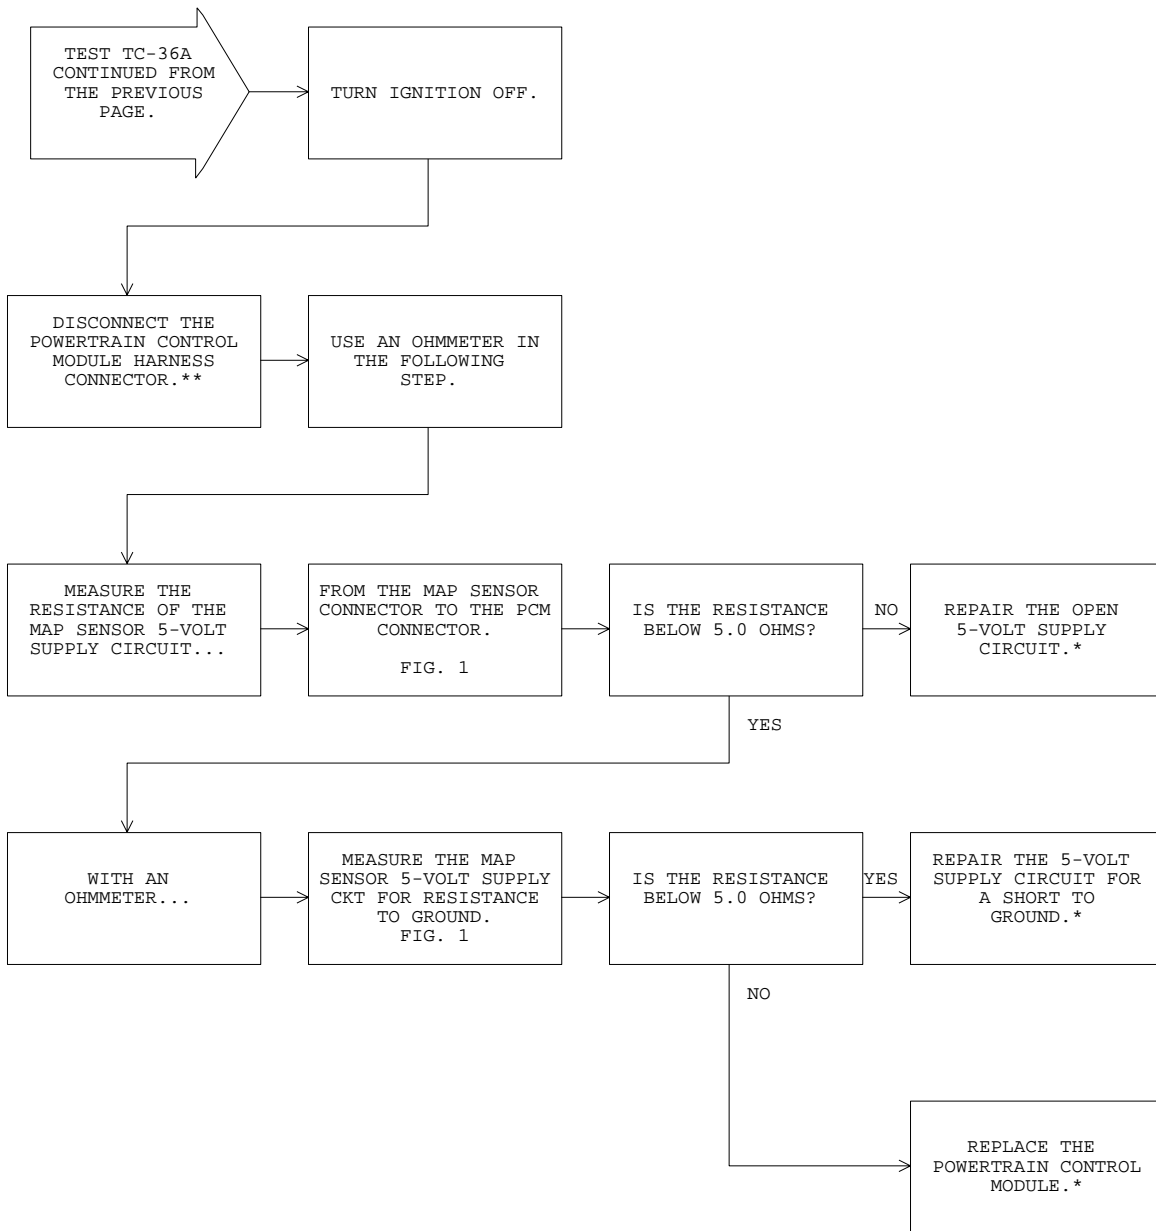 TEST TC-36A
CONTINUED FROM
THE PREVIOUS
PAGE.
TURN IGNITION OFF.
DISCONNECT THE
POWERTRAIN CONTROL
MODULE HARNESS
CONNECTOR.**
USE AN OHMMETER IN
THE FOLLOWING
STEP.
MEASURE THE
RESISTANCE OF THE
MAP SENSOR 5-VOLT
SUPPLY CIRCUIT...
FROM THE MAP SENSOR
CONNECTOR TO THE PCM
CONNECTOR.
FIG. 1
IS THE RESISTANCE
BELOW 5.0 OHMS?
NO
REPAIR THE OPEN
5-VOLT SUPPLY
CIRCUIT.*
YES
WITH AN
OHMMETER...
MEASURE THE MAP
SENSOR 5-VOLT SUPPLY
CKT FOR RESISTANCE
TO GROUND.
FIG. 1
IS THE RESISTANCE
BELOW 5.0 OHMS?
YES
REPAIR THE 5-VOLT
SUPPLY CIRCUIT FOR
A SHORT TO
GROUND.*
NO
REPLACE THE
POWERTRAIN CONTROL
MODULE.*